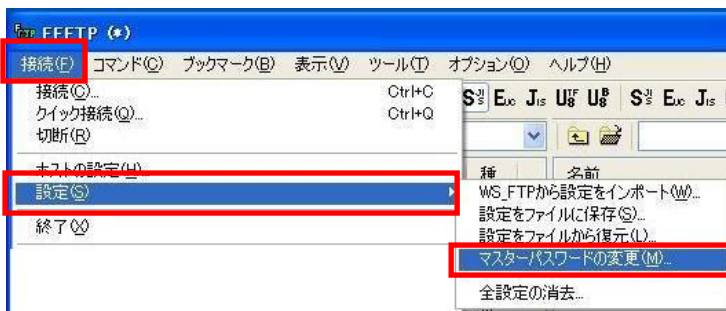 FFFTP (*)
接続(F) コマンド(C) ブックマーク(B) 表示(V) ツール(T) オプション(O) ヘルプ(H)
接続(C)... Ctrl+C
クイック接続(Q)... Ctrl+Q
切断(R)
ホストの設定(H)...
設定(S)
終了(X)
種 名前
WS_FTPから設定をインポート(W)...
設定をファイルに保存(S)...
設定をファイルから復元(L)...
マスターパスワードの変更(M)...
全設定の消去...